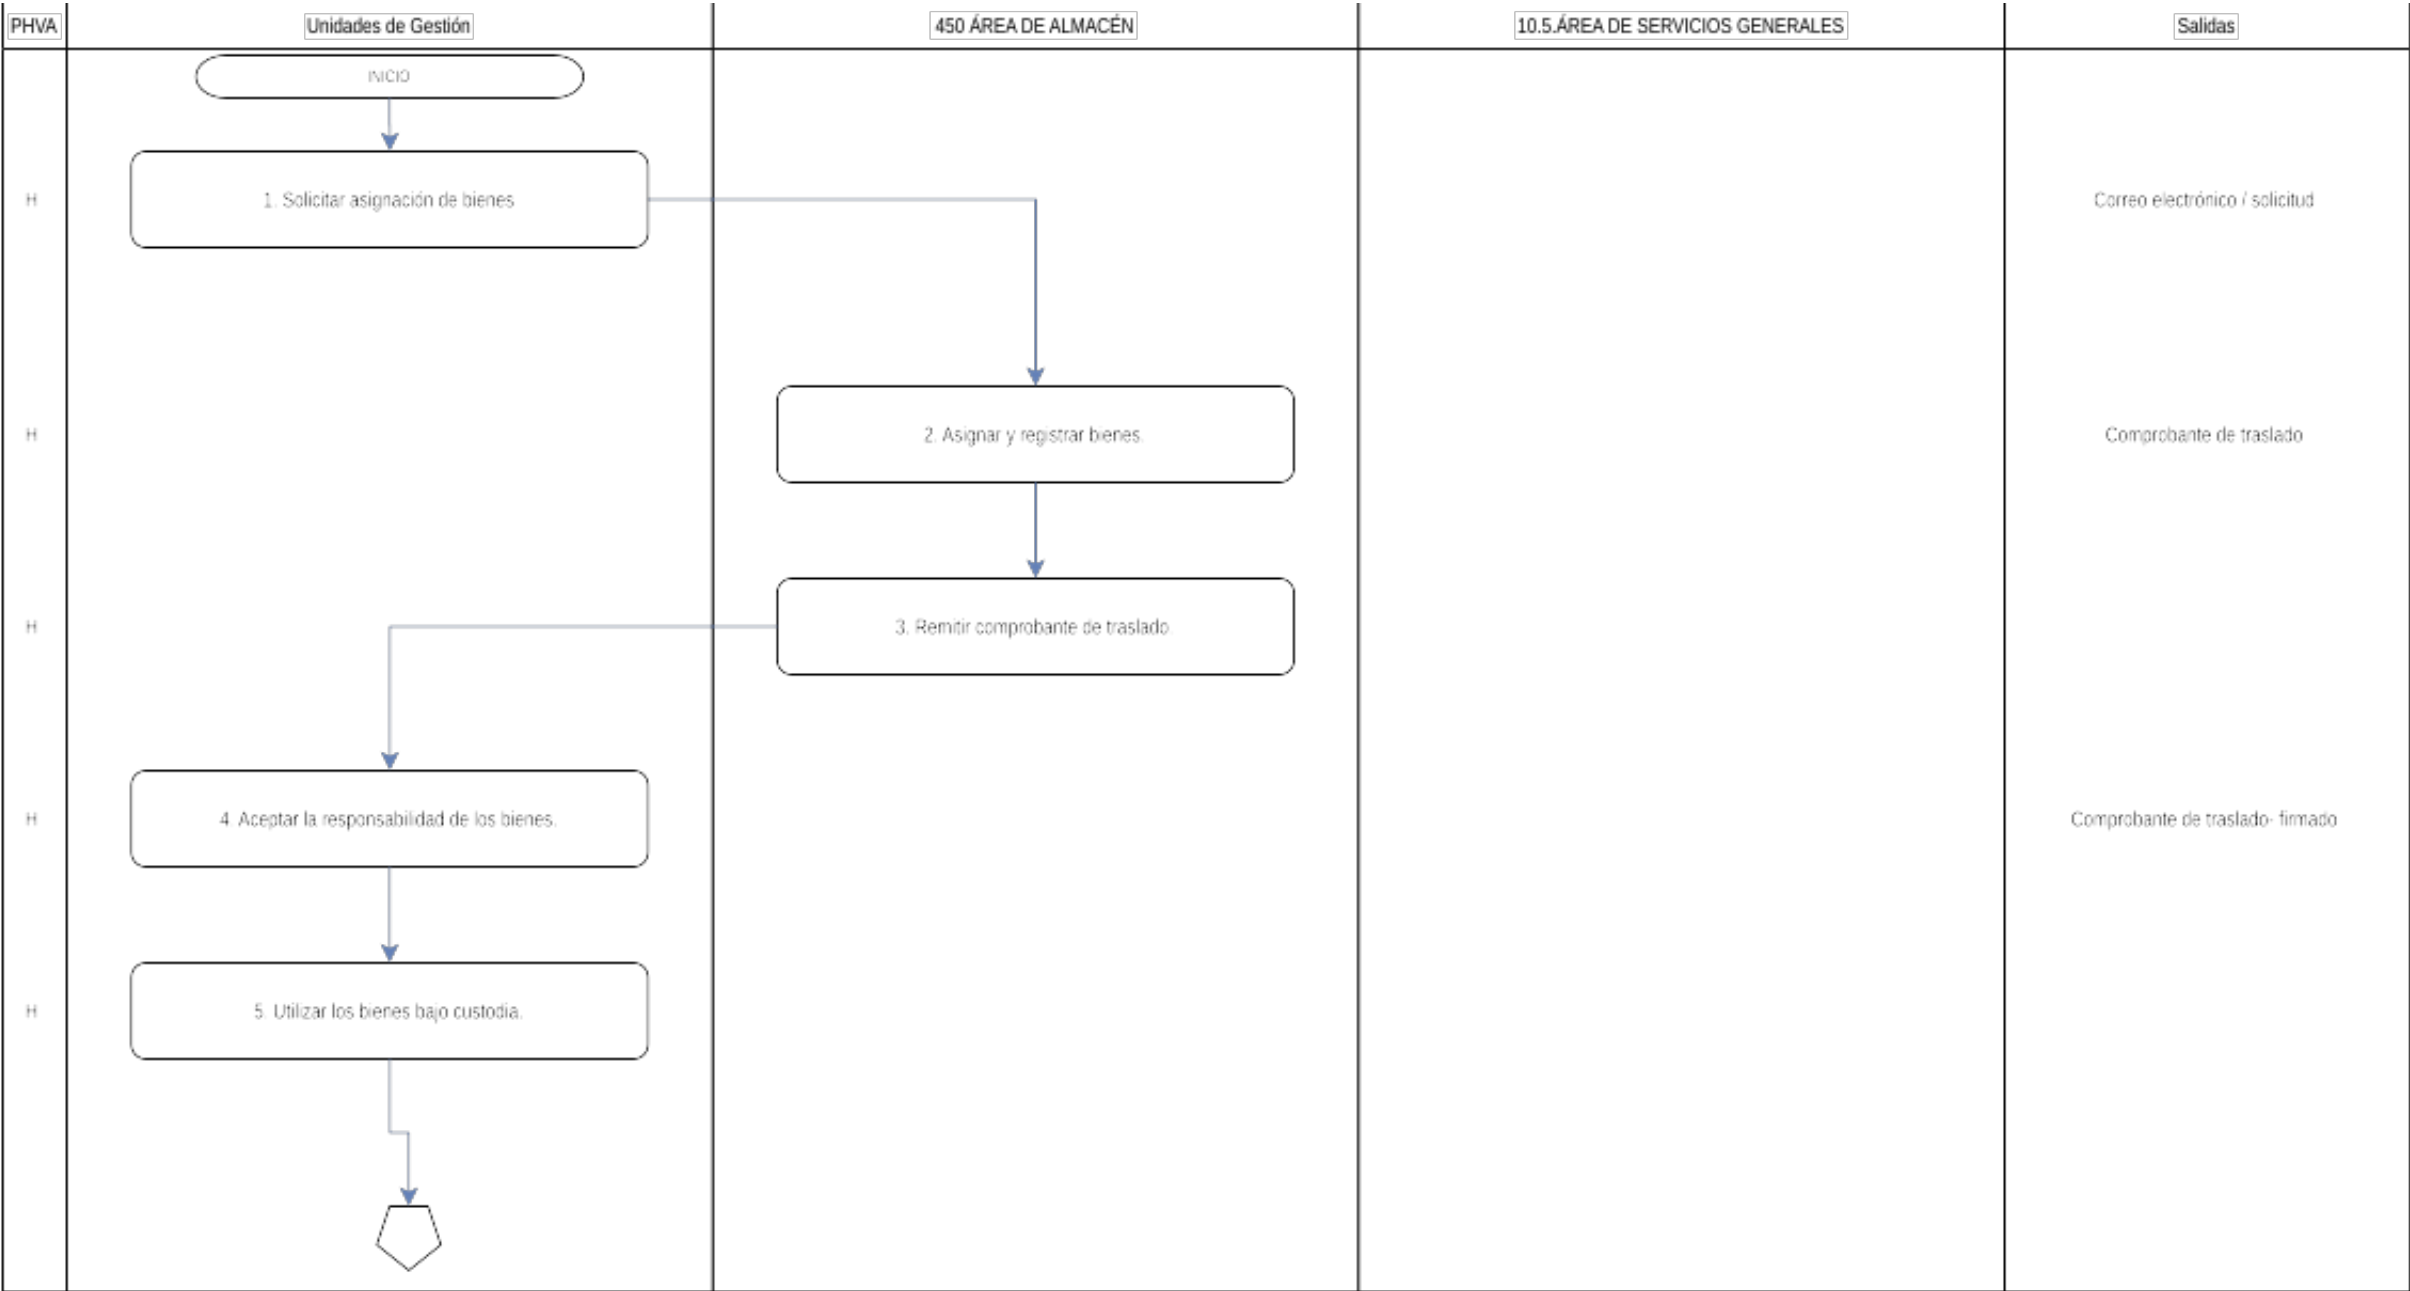 PHVA
Unidades de Gestión
450 ÁREA DE ALMACÉN
10.5.ÁREA DE SERVICIOS GENERALES
Salidas
INICIO
H
1. Solicitar asignación de bienes
Correo electrónico / solicitud
H
2. Asignar y registrar bienes.
Comprobante de traslado
H
3. Remitir comprobante de traslado
H
4. Aceptar la responsabilidad de los bienes.
Comprobante de traslado- firmado
H
5. Utilizar los bienes bajo custodia.